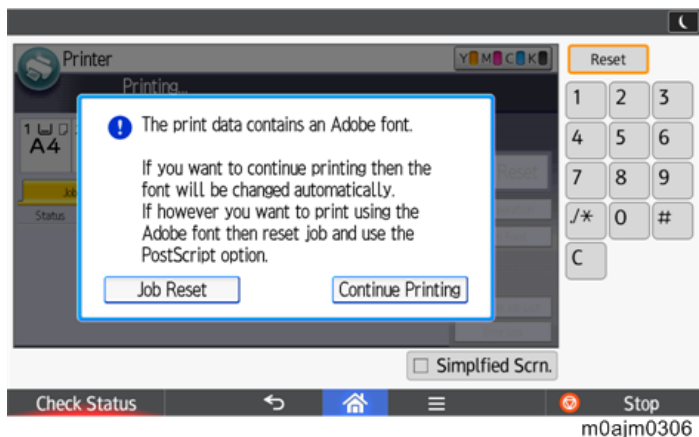 Printer
Y M C K
Printing...
1
A4
Job
Status
Reset
The print data contains an Adobe font.
If you want to continue printing then the
font will be changed automatically.
If however you want to print using the
Adobe font then reset job and use the
PostScript option.
Job Reset
Continue Printing
Reset
1 2 3
4 5 6
7 8 9
./* 0 #
C
Simplfied Scrn.
Check Status
Stop
m0ajm0306